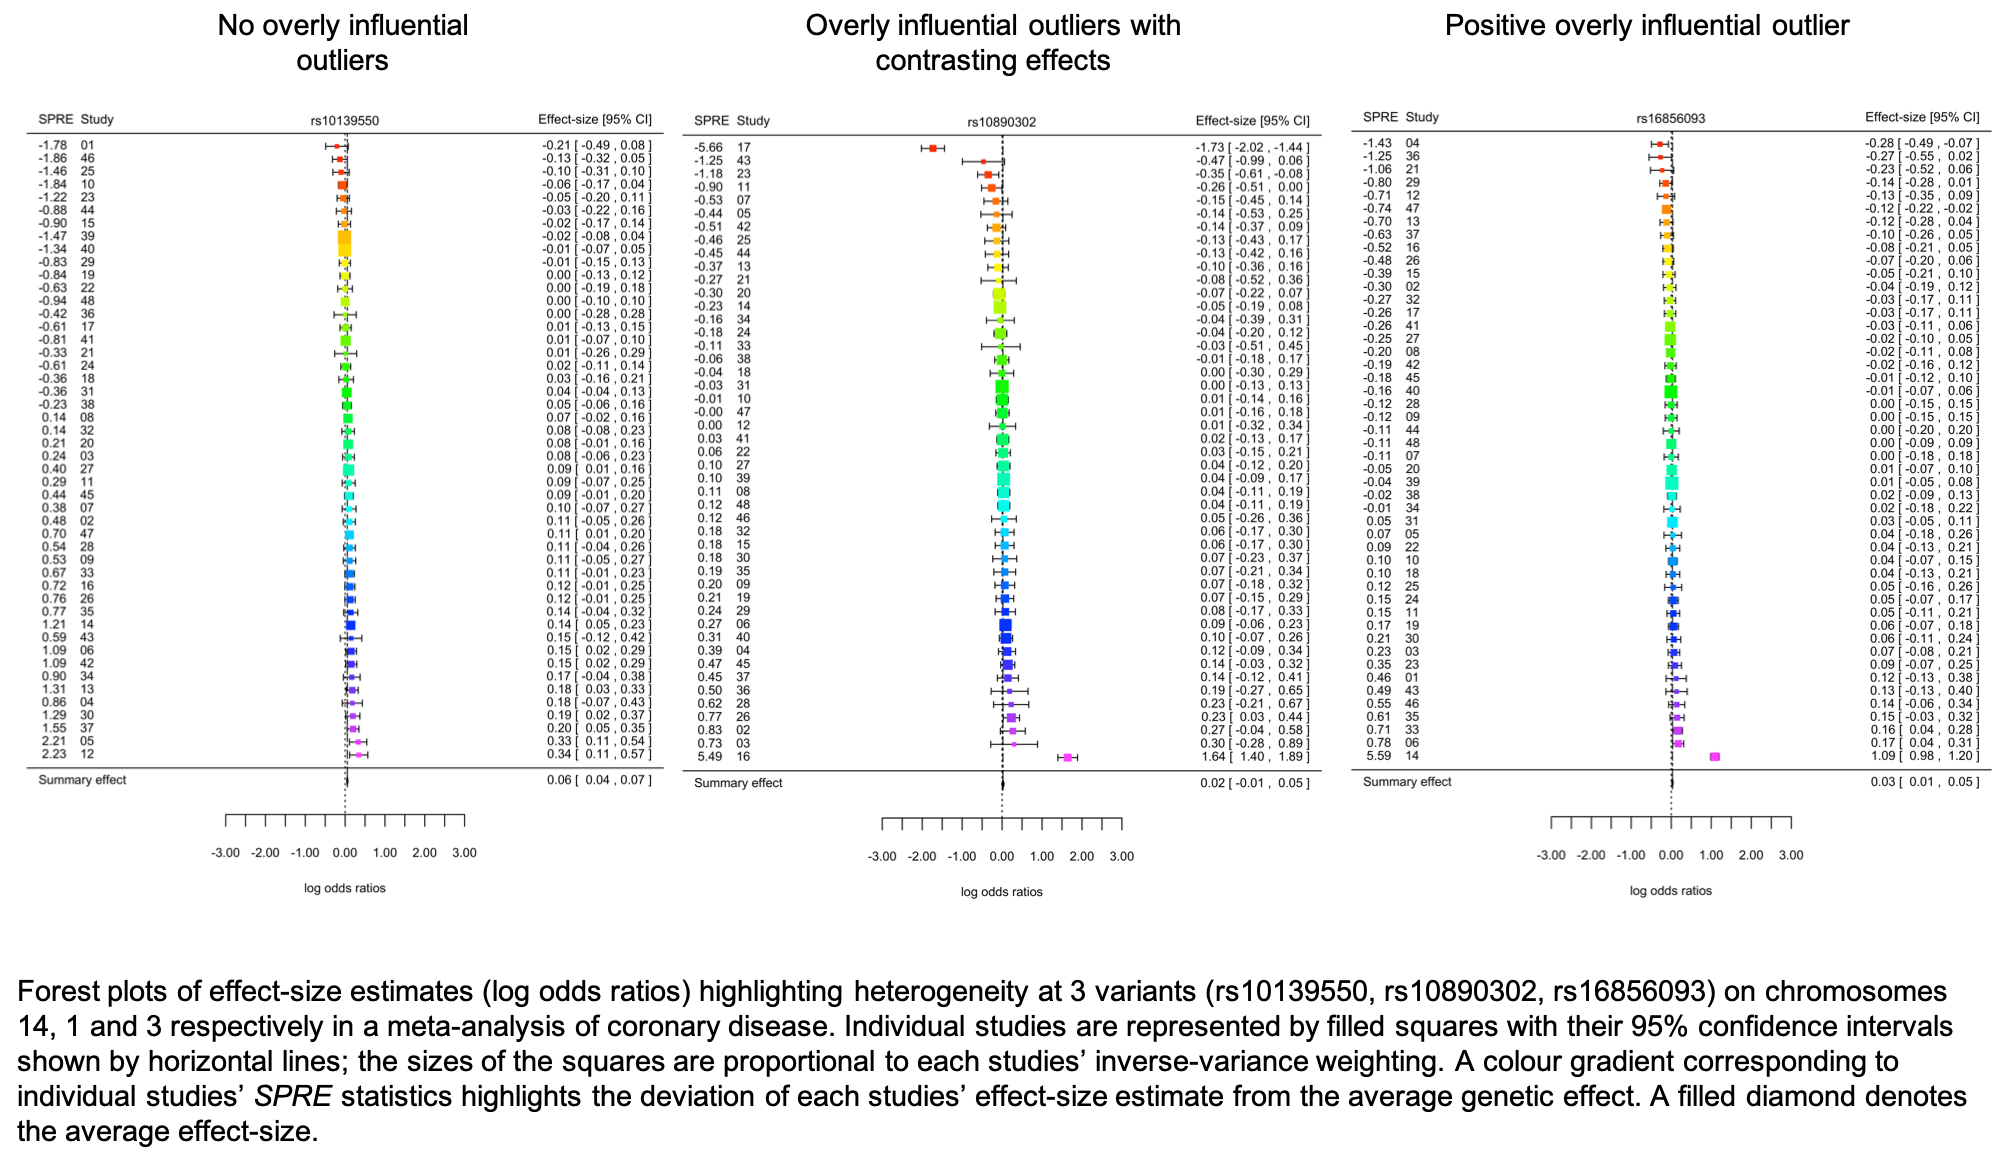 No overly influential
outliers
SPRE Study rs10139550 Effect-size [95% CI]
-1.78 01 -0.21 [ -0.49 , 0.08 ]
-1.86 46 -0.13 [ -0.32 , 0.05 ]
-1.46 25 -0.10 [ -0.31 , 0.10 ]
-1.84 10 -0.06 [ -0.17 , 0.04 ]
-1.22 23 -0.05 [ -0.20 , 0.11 ]
-0.88 44 -0.03 [ -0.22 , 0.16 ]
-0.90 15 -0.02 [ -0.17 , 0.14 ]
-1.47 39 -0.02 [ -0.08 , 0.04 ]
-1.34 40 -0.01 [ -0.07 , 0.05 ]
-0.83 29 -0.01 [ -0.15 , 0.13 ]
-0.84 19 0.00 [ -0.13 , 0.12 ]
-0.63 22 0.00 [ -0.19 , 0.18 ]
-0.94 48 0.00 [ -0.10 , 0.10 ]
-0.42 36 0.00 [ -0.28 , 0.28 ]
-0.61 17 0.01 [ -0.13 , 0.15 ]
-0.81 41 0.01 [ -0.07 , 0.10 ]
-0.33 21 0.01 [ -0.26 , 0.29 ]
-0.61 24 0.02 [ -0.11 , 0.14 ]
-0.36 18 0.03 [ -0.16 , 0.21 ]
-0.36 31 0.04 [ -0.04 , 0.13 ]
-0.23 38 0.05 [ -0.06 , 0.16 ]
0.14 08 0.07 [ -0.02 , 0.16 ]
0.14 32 0.08 [ -0.08 , 0.23 ]
0.21 20 0.08 [ -0.01 , 0.16 ]
0.24 03 0.08 [ -0.06 , 0.23 ]
0.40 27 0.09 [ 0.01 , 0.16 ]
0.29 11 0.09 [ -0.07 , 0.25 ]
0.44 45 0.09 [ -0.01 , 0.20 ]
0.38 07 0.10 [ -0.07 , 0.27 ]
0.48 02 0.11 [ -0.05 , 0.26 ]
0.70 47 0.11 [ 0.01 , 0.20 ]
0.54 28 0.11 [ -0.04 , 0.26 ]
0.53 09 0.11 [ -0.05 , 0.27 ]
0.67 33 0.11 [ -0.01 , 0.23 ]
0.72 16 0.12 [ -0.01 , 0.25 ]
0.76 26 0.12 [ -0.01 , 0.25 ]
0.77 35 0.14 [ -0.04 , 0.32 ]
1.21 14 0.14 [ 0.05 , 0.23 ]
0.59 43 0.15 [ -0.12 , 0.42 ]
1.09 06 0.15 [ 0.02 , 0.29 ]
1.09 42 0.15 [ 0.02 , 0.29 ]
0.90 34 0.17 [ -0.04 , 0.38 ]
1.31 13 0.18 [ 0.03 , 0.33 ]
0.86 04 0.18 [ -0.07 , 0.43 ]
1.29 30 0.19 [ 0.02 , 0.37 ]
1.55 37 0.20 [ 0.05 , 0.35 ]
2.21 05 0.33 [ 0.11 , 0.54 ]
2.23 12 0.34 [ 0.11 , 0.57 ]
Summary effect 0.06 [ 0.04 , 0.07 ]
-3.00 -2.00 -1.00 0.00 1.00 2.00 3.00
log odds ratios
Overly influential outliers with
contrasting effects
SPRE Study rs10890302 Effect-size [95% CI]
-5.66 17 -1.73 [ -2.02 , -1.44 ]
-1.25 43 -0.47 [ -0.99 , 0.06 ]
-1.18 23 -0.35 [ -0.61 , -0.08 ]
-0.90 11 -0.26 [ -0.51 , 0.00 ]
-0.53 07 -0.15 [ -0.45 , 0.14 ]
-0.44 05 -0.14 [ -0.53 , 0.25 ]
-0.51 42 -0.14 [ -0.37 , 0.09 ]
-0.46 25 -0.13 [ -0.43 , 0.17 ]
-0.45 44 -0.13 [ -0.42 , 0.16 ]
-0.37 13 -0.10 [ -0.36 , 0.16 ]
-0.27 21 -0.08 [ -0.52 , 0.36 ]
-0.30 20 -0.07 [ -0.22 , 0.07 ]
-0.23 14 -0.05 [ -0.19 , 0.08 ]
-0.16 34 -0.04 [ -0.39 , 0.31 ]
-0.18 24 -0.04 [ -0.20 , 0.12 ]
-0.11 33 -0.03 [ -0.51 , 0.45 ]
-0.06 38 -0.01 [ -0.18 , 0.17 ]
-0.04 18 0.00 [ -0.30 , 0.29 ]
-0.03 31 0.00 [ -0.13 , 0.13 ]
-0.01 10 0.01 [ -0.14 , 0.16 ]
-0.00 47 0.01 [ -0.16 , 0.18 ]
0.00 12 0.01 [ -0.32 , 0.34 ]
0.03 41 0.02 [ -0.13 , 0.17 ]
0.06 22 0.03 [ -0.15 , 0.21 ]
0.10 27 0.04 [ -0.12 , 0.20 ]
0.10 39 0.04 [ -0.09 , 0.17 ]
0.11 08 0.04 [ -0.11 , 0.19 ]
0.12 48 0.04 [ -0.11 , 0.19 ]
0.12 46 0.05 [ -0.26 , 0.36 ]
0.18 32 0.06 [ -0.17 , 0.30 ]
0.18 15 0.06 [ -0.17 , 0.30 ]
0.18 30 0.07 [ -0.23 , 0.37 ]
0.19 35 0.07 [ -0.21 , 0.34 ]
0.20 09 0.07 [ -0.18 , 0.32 ]
0.21 19 0.07 [ -0.15 , 0.29 ]
0.24 29 0.08 [ -0.17 , 0.33 ]
0.27 06 0.09 [ -0.06 , 0.23 ]
0.31 40 0.10 [ -0.07 , 0.26 ]
0.39 04 0.12 [ -0.09 , 0.34 ]
0.47 45 0.14 [ -0.03 , 0.32 ]
0.45 37 0.14 [ -0.12 , 0.41 ]
0.50 36 0.19 [ -0.27 , 0.65 ]
0.62 28 0.23 [ -0.21 , 0.67 ]
0.77 26 0.23 [ 0.03 , 0.44 ]
0.83 02 0.27 [ -0.04 , 0.58 ]
0.73 03 0.30 [ -0.28 , 0.89 ]
5.49 16 1.64 [ 1.40 , 1.89 ]
Summary effect 0.02 [ -0.01 , 0.05 ]
-3.00 -2.00 -1.00 0.00 1.00 2.00 3.00
log odds ratios
Positive overly influential outlier
SPRE Study rs16856093 Effect-size [95% CI]
-1.43 04 -0.28 [ -0.49 , -0.07 ]
-1.25 36 -0.27 [ -0.55 , 0.02 ]
-1.06 21 -0.23 [ -0.52 , 0.06 ]
-0.80 29 -0.14 [ -0.28 , 0.01 ]
-0.71 12 -0.13 [ -0.35 , 0.09 ]
-0.74 47 -0.12 [ -0.22 , -0.02 ]
-0.70 13 -0.12 [ -0.28 , 0.04 ]
-0.63 37 -0.10 [ -0.26 , 0.05 ]
-0.52 16 -0.08 [ -0.21 , 0.05 ]
-0.48 26 -0.07 [ -0.20 , 0.06 ]
-0.39 15 -0.05 [ -0.21 , 0.10 ]
-0.30 02 -0.04 [ -0.19 , 0.12 ]
-0.27 32 -0.03 [ -0.17 , 0.11 ]
-0.26 17 -0.03 [ -0.17 , 0.11 ]
-0.26 41 -0.03 [ -0.11 , 0.06 ]
-0.25 27 -0.02 [ -0.10 , 0.05 ]
-0.20 08 -0.02 [ -0.11 , 0.08 ]
-0.19 42 -0.02 [ -0.16 , 0.12 ]
-0.18 45 -0.01 [ -0.12 , 0.10 ]
-0.16 40 -0.01 [ -0.07 , 0.06 ]
-0.12 28 0.00 [ -0.15 , 0.15 ]
-0.12 09 0.00 [ -0.15 , 0.15 ]
-0.11 44 0.00 [ -0.20 , 0.20 ]
-0.11 48 0.00 [ -0.09 , 0.09 ]
-0.11 07 0.00 [ -0.18 , 0.18 ]
-0.05 20 0.01 [ -0.07 , 0.10 ]
-0.04 39 0.01 [ -0.05 , 0.08 ]
-0.02 38 0.02 [ -0.09 , 0.13 ]
-0.01 34 0.02 [ -0.18 , 0.22 ]
0.05 31 0.03 [ -0.05 , 0.11 ]
0.07 05 0.04 [ -0.18 , 0.26 ]
0.09 22 0.04 [ -0.13 , 0.21 ]
0.10 10 0.04 [ -0.07 , 0.15 ]
0.10 18 0.04 [ -0.13 , 0.21 ]
0.12 25 0.05 [ -0.16 , 0.26 ]
0.15 24 0.05 [ -0.07 , 0.17 ]
0.15 11 0.05 [ -0.11 , 0.21 ]
0.17 19 0.06 [ -0.07 , 0.18 ]
0.21 30 0.06 [ -0.11 , 0.24 ]
0.23 03 0.07 [ -0.08 , 0.21 ]
0.35 23 0.09 [ -0.07 , 0.25 ]
0.46 01 0.12 [ -0.13 , 0.38 ]
0.49 43 0.13 [ -0.13 , 0.40 ]
0.55 46 0.14 [ -0.06 , 0.34 ]
0.61 35 0.15 [ -0.03 , 0.32 ]
0.71 33 0.16 [ 0.04 , 0.28 ]
0.78 06 0.17 [ 0.04 , 0.31 ]
5.59 14 1.09 [ 0.98 , 1.20 ]
Summary effect 0.03 [ 0.01 , 0.05 ]
-3.00 -2.00 -1.00 0.00 1.00 2.00 3.00
log odds ratios
Forest plots of effect-size estimates (log odds ratios) highlighting heterogeneity at 3 variants (rs10139550, rs10890302, rs16856093) on chromosomes
14, 1 and 3 respectively in a meta-analysis of coronary disease. Individual studies are represented by filled squares with their 95% confidence intervals
shown by horizontal lines; the sizes of the squares are proportional to each studies’ inverse-variance weighting. A colour gradient corresponding to
individual studies’ SPRE statistics highlights the deviation of each studies’ effect-size estimate from the average genetic effect. A filled diamond denotes
the average effect-size.